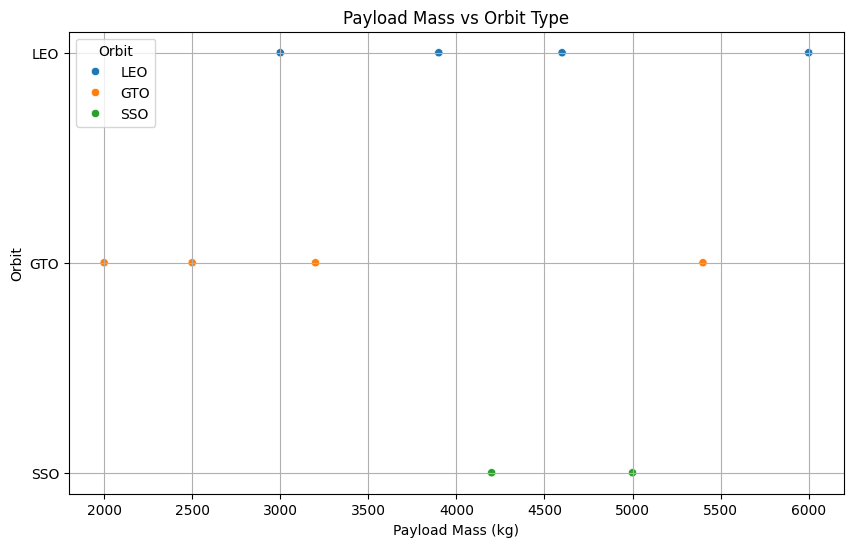 Payload Mass vs Orbit Type
Orbit
LEO
GTO
SSO
LEO
GTO
SSO
Orbit
2000 2500 3000 3500 4000 4500 5000 5500 6000
Payload Mass (kg)